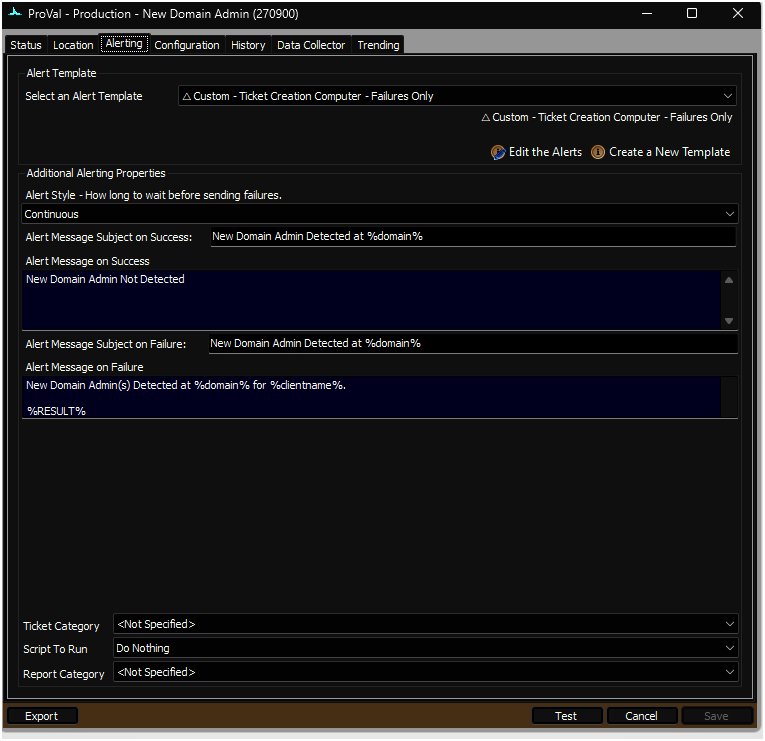 ProVal - Production - New Domain Admin (270900)
Status Location Alerting Configuration History Data Collector Trending
Alert Template
Select an Alert Template △ Custom - Ticket Creation Computer - Failures Only
△ Custom - Ticket Creation Computer - Failures Only
Edit the Alerts Create a New Template
Additional Alerting Properties
Alert Style - How long to wait before sending failures.
Continuous
Alert Message Subject on Success: New Domain Admin Detected at %domain%
Alert Message on Success
New Domain Admin Not Detected
Alert Message Subject on Failure: New Domain Admin Detected at %domain%
Alert Message on Failure
New Domain Admin(s) Detected at %domain% for %clientname%.
%RESULT%
Ticket Category <Not Specified>
Script To Run Do Nothing
Report Category <Not Specified>
Export Test Cancel Save